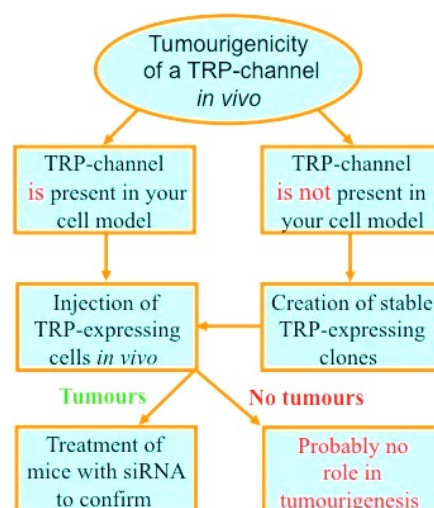 Tumourigenicity
of a TRP-channel
in vivo
TRP-channel
is present in your
cell model
TRP-channel
is not present in
your cell model
Injection of
TRP-expressing
cells in vivo
Creation of stable
TRP-expressing
clones
Tumours
No tumours
Treatment of
mice with siRNA
to confirm
Probably no
role in
tumourigenesis